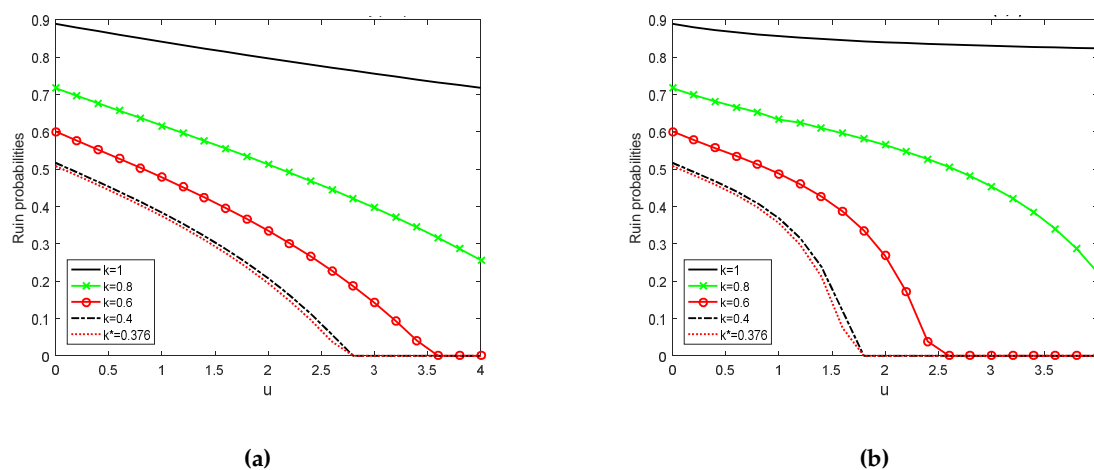 0.9
0.8
0.7
0.6
0.5
0.4
0.3
0.2
0.1
0
Ruin probabilities
k=1
k=0.8
k=0.6
k=0.4
k*=0.376
0 0.5 1 1.5 2 2.5 3 3.5 4
u
(a)
0.9
0.8
0.7
0.6
0.5
0.4
0.3
0.2
0.1
0
Ruin probabilities
k=1
k=0.8
k=0.6
k=0.4
k*=0.376
0 0.5 1 1.5 2 2.5 3 3.5
u
(b)